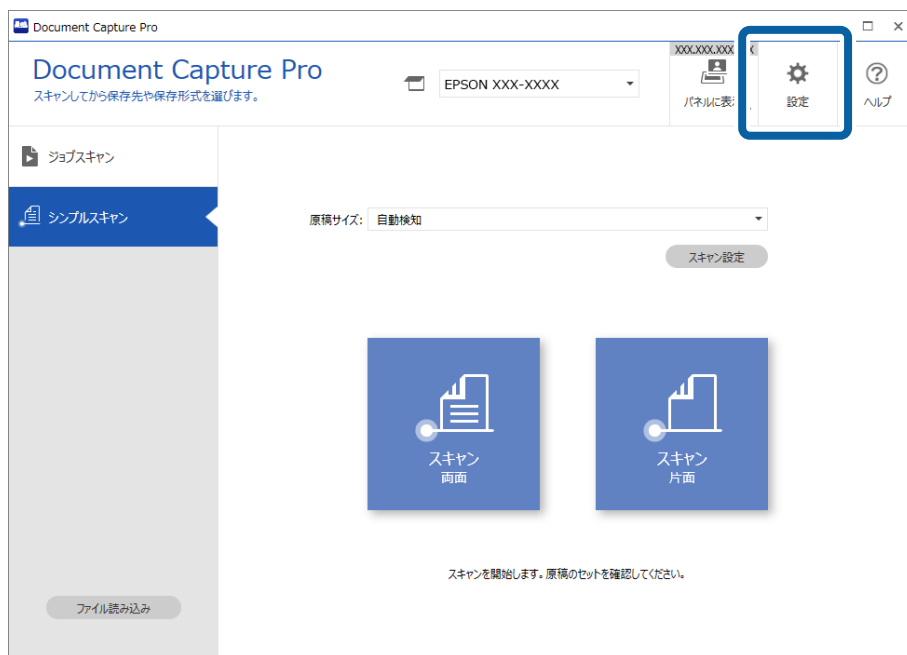 Document Capture Pro
Document Capture Pro
スキャンしてから保存先や保存形式を選びます。
EPSON XXX-XXXX
XXX.XXX.XXX
パネルに表
設定
ヘルプ
ジョブスキャン
シンプルスキャン
原稿サイズ: 自動検知
スキャン設定
スキャン
両面
スキャン
片面
スキャンを開始します。原稿のセットを確認してください。
ファイル読み込み